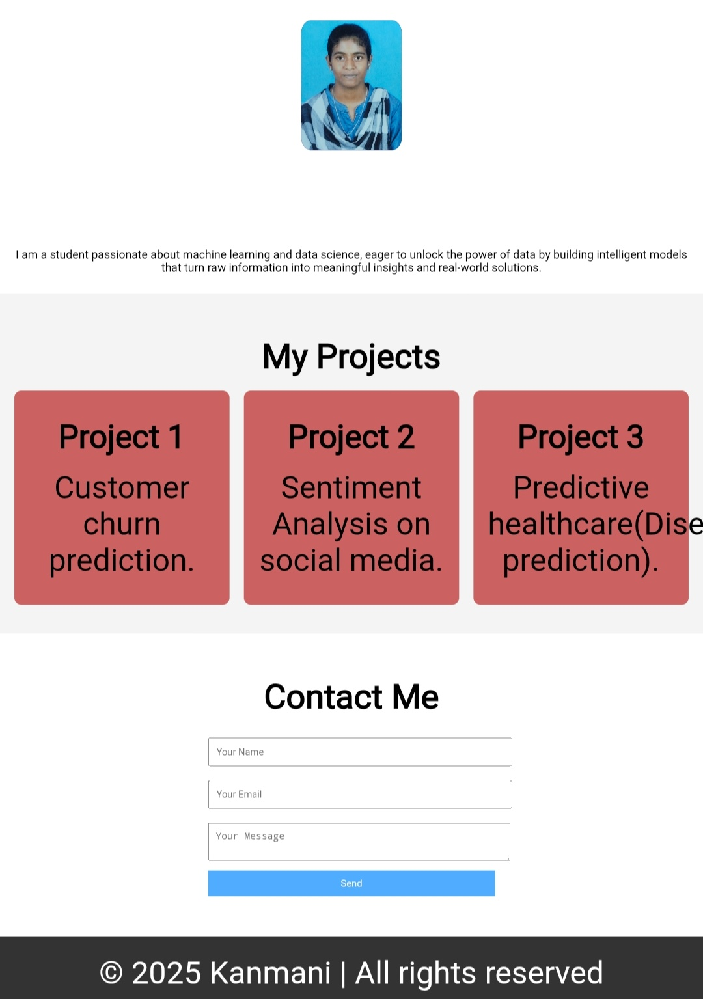 I am a student passionate about machine learning and data science, eager to unlock the power of data by building intelligent models
that turn raw information into meaningful insights and real-world solutions.
My Projects
Project 1
Customer
churn
prediction.
Project 2
Sentiment
Analysis on
social media.
Project 3
Predictive
healthcare(Dise
prediction).
Contact Me
Your Name
Your Email
Your Message
Send
© 2025 Kanmani | All rights reserved